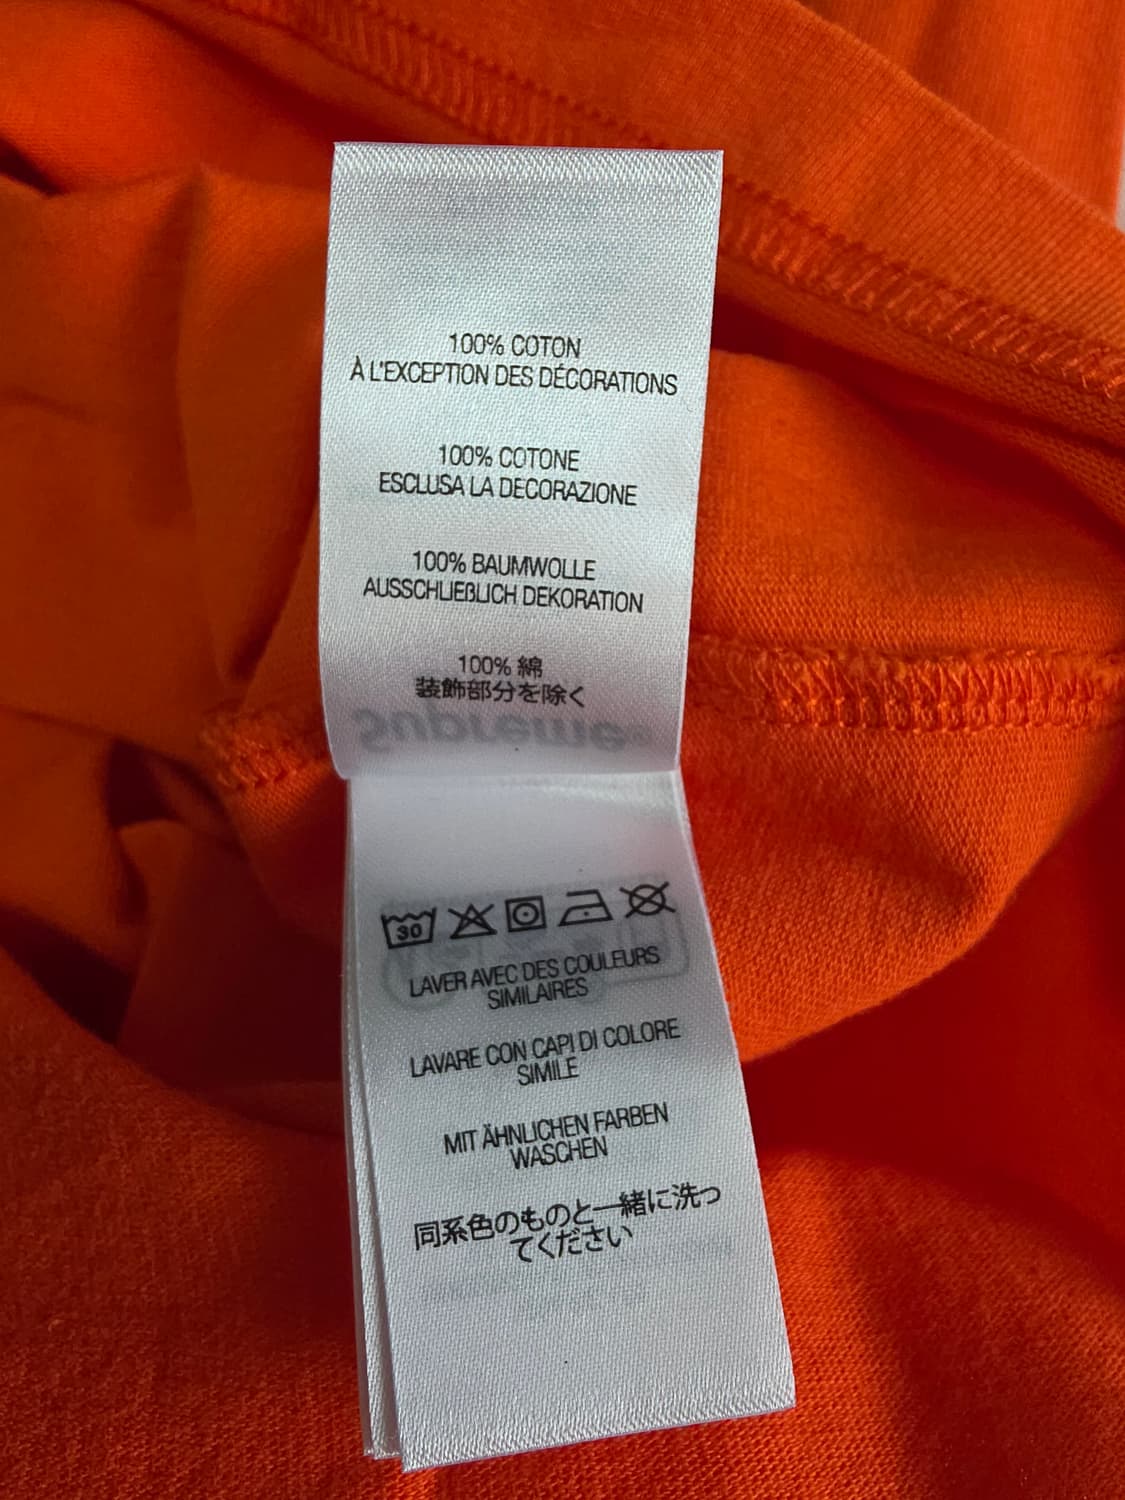 100% COTON
À L'EXCEPTION DES DÉCORATIONS
100% COTONE
ESCLUSA LA DECORAZIONE
100% BAUMWOLLE
AUSSCHLIEßLICH DEKORATION
100% 綿
装飾部分を除く
Supreme
30
LAVER AVEC DES COULEURS
SIMILAIRES
LAVARE CON CAPI DI COLORE
SIMILE
MIT ÄHNLICHEN FARBEN
WASCHEN
同系色のものと一緒に洗っ
てください